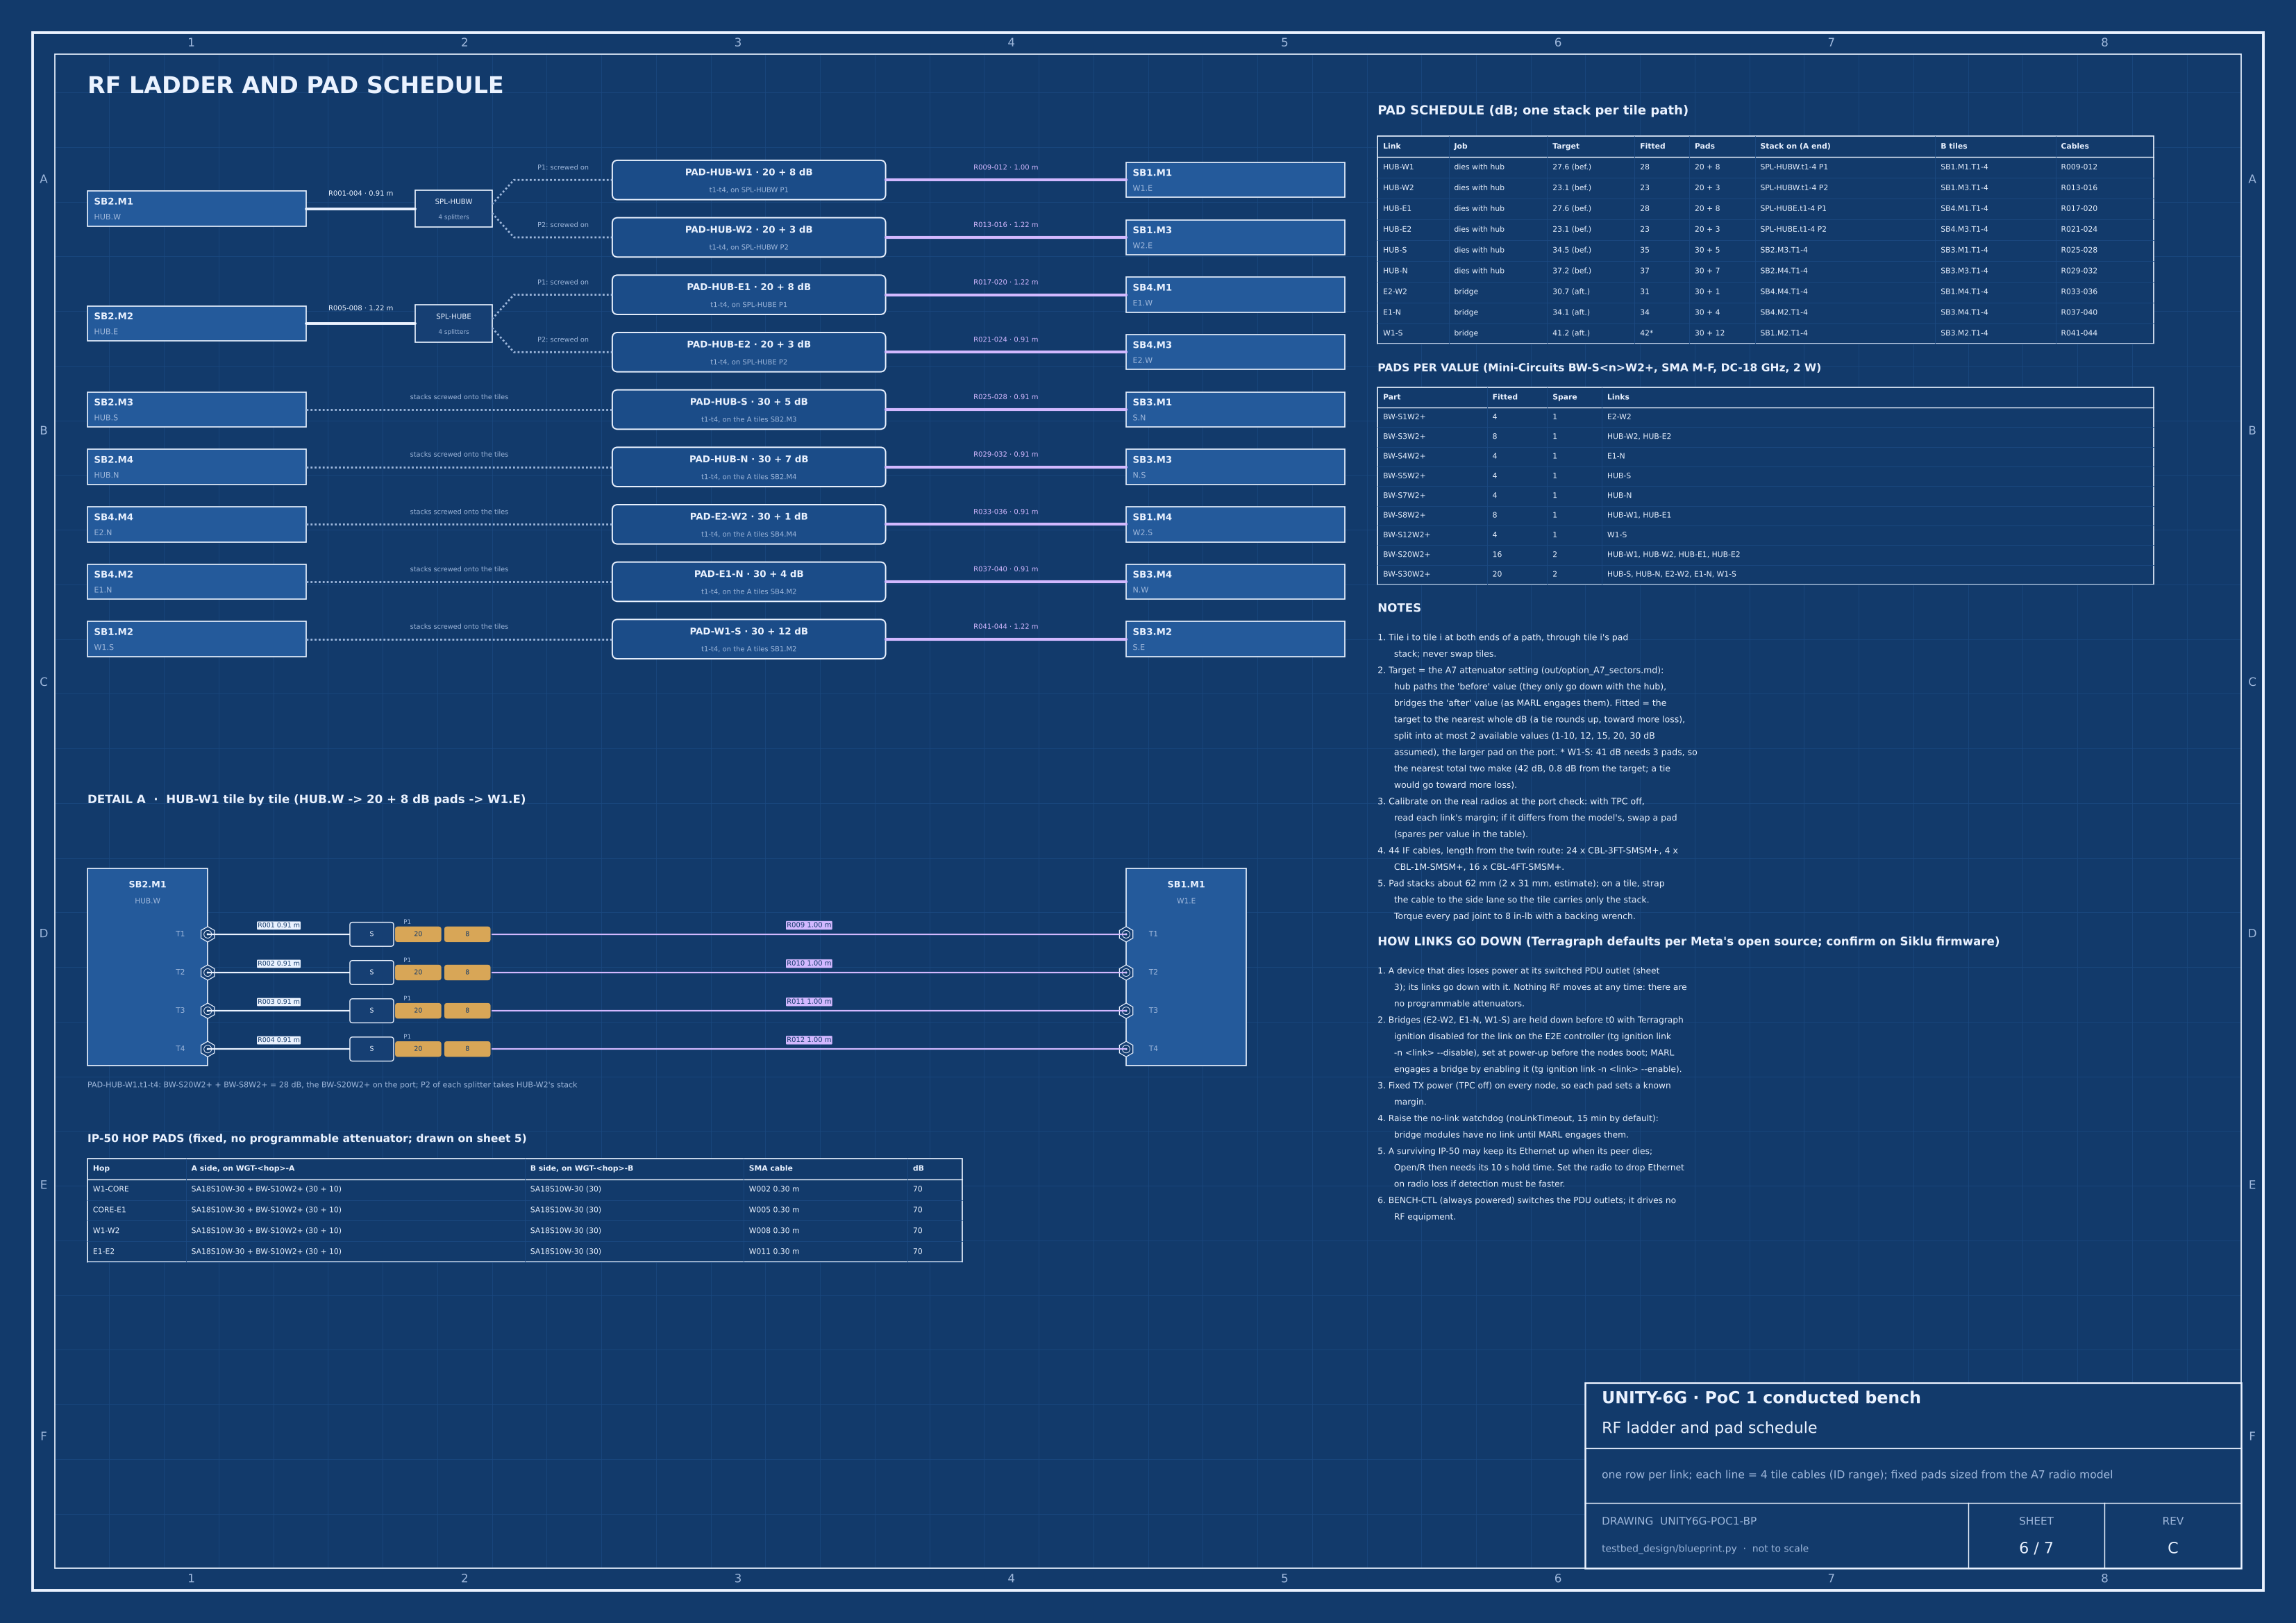 1 2 3 4 5 6 7 8
RF LADDER AND PAD SCHEDULE
A
B
C
D
E
F
SB2.M1
HUB.W
R001-004 · 0.91 m
SPL-HUBW
4 splitters
P1: screwed on
PAD-HUB-W1 · 20 + 8 dB
t1-t4, on SPL-HUBW P1
R009-012 · 1.00 m
SB1.M1
W1.E
P2: screwed on
PAD-HUB-W2 · 20 + 3 dB
t1-t4, on SPL-HUBW P2
R013-016 · 1.22 m
SB1.M3
W2.E
SB2.M2
HUB.E
R005-008 · 1.22 m
SPL-HUBE
4 splitters
P1: screwed on
PAD-HUB-E1 · 20 + 8 dB
t1-t4, on SPL-HUBE P1
R017-020 · 1.22 m
SB4.M1
E1.W
P2: screwed on
PAD-HUB-E2 · 20 + 3 dB
t1-t4, on SPL-HUBE P2
R021-024 · 0.91 m
SB4.M3
E2.W
SB2.M3
HUB.S
stacks screwed onto the tiles
PAD-HUB-S · 30 + 5 dB
t1-t4, on the A tiles SB2.M3
R025-028 · 0.91 m
SB3.M1
S.N
SB2.M4
HUB.N
stacks screwed onto the tiles
PAD-HUB-N · 30 + 7 dB
t1-t4, on the A tiles SB2.M4
R029-032 · 0.91 m
SB3.M3
N.S
SB4.M4
E2.N
stacks screwed onto the tiles
PAD-E2-W2 · 30 + 1 dB
t1-t4, on the A tiles SB4.M4
R033-036 · 0.91 m
SB1.M4
W2.S
SB4.M2
E1.N
stacks screwed onto the tiles
PAD-E1-N · 30 + 4 dB
t1-t4, on the A tiles SB4.M2
R037-040 · 0.91 m
SB3.M4
N.W
SB1.M2
W1.S
stacks screwed onto the tiles
PAD-W1-S · 30 + 12 dB
t1-t4, on the A tiles SB1.M2
R041-044 · 1.22 m
SB3.M2
S.E
DETAIL A · HUB-W1 tile by tile (HUB.W -> 20 + 8 dB pads -> W1.E)
SB2.M1
HUB.W
SB1.M1
W1.E
T1 R001 0.91 m S P1 20 8 R009 1.00 m T1
T2 R002 0.91 m S P1 20 8 R010 1.00 m T2
T3 R003 0.91 m S P1 20 8 R011 1.00 m T3
T4 R004 0.91 m S P1 20 8 R012 1.00 m T4
PAD-HUB-W1.t1-t4: BW-S20W2+ + BW-S8W2+ = 28 dB, the BW-S20W2+ on the port; P2 of each splitter takes HUB-W2's stack
IP-50 HOP PADS (fixed, no programmable attenuator; drawn on sheet 5)
Hop A side, on WGT-<hop>-A B side, on WGT-<hop>-B SMA cable dB
W1-CORE SA18S10W-30 + BW-S10W2+ (30 + 10) SA18S10W-30 (30) W002 0.30 m 70
CORE-E1 SA18S10W-30 + BW-S10W2+ (30 + 10) SA18S10W-30 (30) W005 0.30 m 70
W1-W2 SA18S10W-30 + BW-S10W2+ (30 + 10) SA18S10W-30 (30) W008 0.30 m 70
E1-E2 SA18S10W-30 + BW-S10W2+ (30 + 10) SA18S10W-30 (30) W011 0.30 m 70
PAD SCHEDULE (dB; one stack per tile path)
Link Job Target Fitted Pads Stack on (A end) B tiles Cables
HUB-W1 dies with hub 27.6 (bef.) 28 20 + 8 SPL-HUBW.t1-4 P1 SB1.M1.T1-4 R009-012
HUB-W2 dies with hub 23.1 (bef.) 23 20 + 3 SPL-HUBW.t1-4 P2 SB1.M3.T1-4 R013-016
HUB-E1 dies with hub 27.6 (bef.) 28 20 + 8 SPL-HUBE.t1-4 P1 SB4.M1.T1-4 R017-020
HUB-E2 dies with hub 23.1 (bef.) 23 20 + 3 SPL-HUBE.t1-4 P2 SB4.M3.T1-4 R021-024
HUB-S dies with hub 34.5 (bef.) 35 30 + 5 SB2.M3.T1-4 SB3.M1.T1-4 R025-028
HUB-N dies with hub 37.2 (bef.) 37 30 + 7 SB2.M4.T1-4 SB3.M3.T1-4 R029-032
E2-W2 bridge 30.7 (aft.) 31 30 + 1 SB4.M4.T1-4 SB1.M4.T1-4 R033-036
E1-N bridge 34.1 (aft.) 34 30 + 4 SB4.M2.T1-4 SB3.M4.T1-4 R037-040
W1-S bridge 41.2 (aft.) 42* 30 + 12 SB1.M2.T1-4 SB3.M2.T1-4 R041-044
PADS PER VALUE (Mini-Circuits BW-S<n>W2+, SMA M-F, DC-18 GHz, 2 W)
Part Fitted Spare Links
BW-S1W2+ 4 1 E2-W2
BW-S3W2+ 8 1 HUB-W2, HUB-E2
BW-S4W2+ 4 1 E1-N
BW-S5W2+ 4 1 HUB-S
BW-S7W2+ 4 1 HUB-N
BW-S8W2+ 8 1 HUB-W1, HUB-E1
BW-S12W2+ 4 1 W1-S
BW-S20W2+ 16 2 HUB-W1, HUB-W2, HUB-E1, HUB-E2
BW-S30W2+ 20 2 HUB-S, HUB-N, E2-W2, E1-N, W1-S
NOTES
1. Tile i to tile i at both ends of a path, through tile i's pad
stack; never swap tiles.
2. Target = the A7 attenuator setting (out/option_A7_sectors.md):
hub paths the 'before' value (they only go down with the hub),
bridges the 'after' value (as MARL engages them). Fitted = the
target to the nearest whole dB (a tie rounds up, toward more loss),
split into at most 2 available values (1-10, 12, 15, 20, 30 dB
assumed), the larger pad on the port. * W1-S: 41 dB needs 3 pads, so
the nearest total two make (42 dB, 0.8 dB from the target; a tie
would go toward more loss).
3. Calibrate on the real radios at the port check: with TPC off,
read each link's margin; if it differs from the model's, swap a pad
(spares per value in the table).
4. 44 IF cables, length from the twin route: 24 x CBL-3FT-SMSM+, 4 x
CBL-1M-SMSM+, 16 x CBL-4FT-SMSM+.
5. Pad stacks about 62 mm (2 x 31 mm, estimate); on a tile, strap
the cable to the side lane so the tile carries only the stack.
Torque every pad joint to 8 in-lb with a backing wrench.
HOW LINKS GO DOWN (Terragraph defaults per Meta's open source; confirm on Siklu firmware)
1. A device that dies loses power at its switched PDU outlet (sheet
3); its links go down with it. Nothing RF moves at any time: there are
no programmable attenuators.
2. Bridges (E2-W2, E1-N, W1-S) are held down before t0 with Terragraph
ignition disabled for the link on the E2E controller (tg ignition link
-n <link> --disable), set at power-up before the nodes boot; MARL
engages a bridge by enabling it (tg ignition link -n <link> --enable).
3. Fixed TX power (TPC off) on every node, so each pad sets a known
margin.
4. Raise the no-link watchdog (noLinkTimeout, 15 min by default):
bridge modules have no link until MARL engages them.
5. A surviving IP-50 may keep its Ethernet up when its peer dies;
Open/R then needs its 10 s hold time. Set the radio to drop Ethernet
on radio loss if detection must be faster.
6. BENCH-CTL (always powered) switches the PDU outlets; it drives no
RF equipment.
A
B
C
D
E
F
UNITY-6G · PoC 1 conducted bench
RF ladder and pad schedule
one row per link; each line = 4 tile cables (ID range); fixed pads sized from the A7 radio model
DRAWING UNITY6G-POC1-BP
testbed_design/blueprint.py · not to scale
SHEET
6 / 7
REV
C
1 2 3 4 5 6 7 8